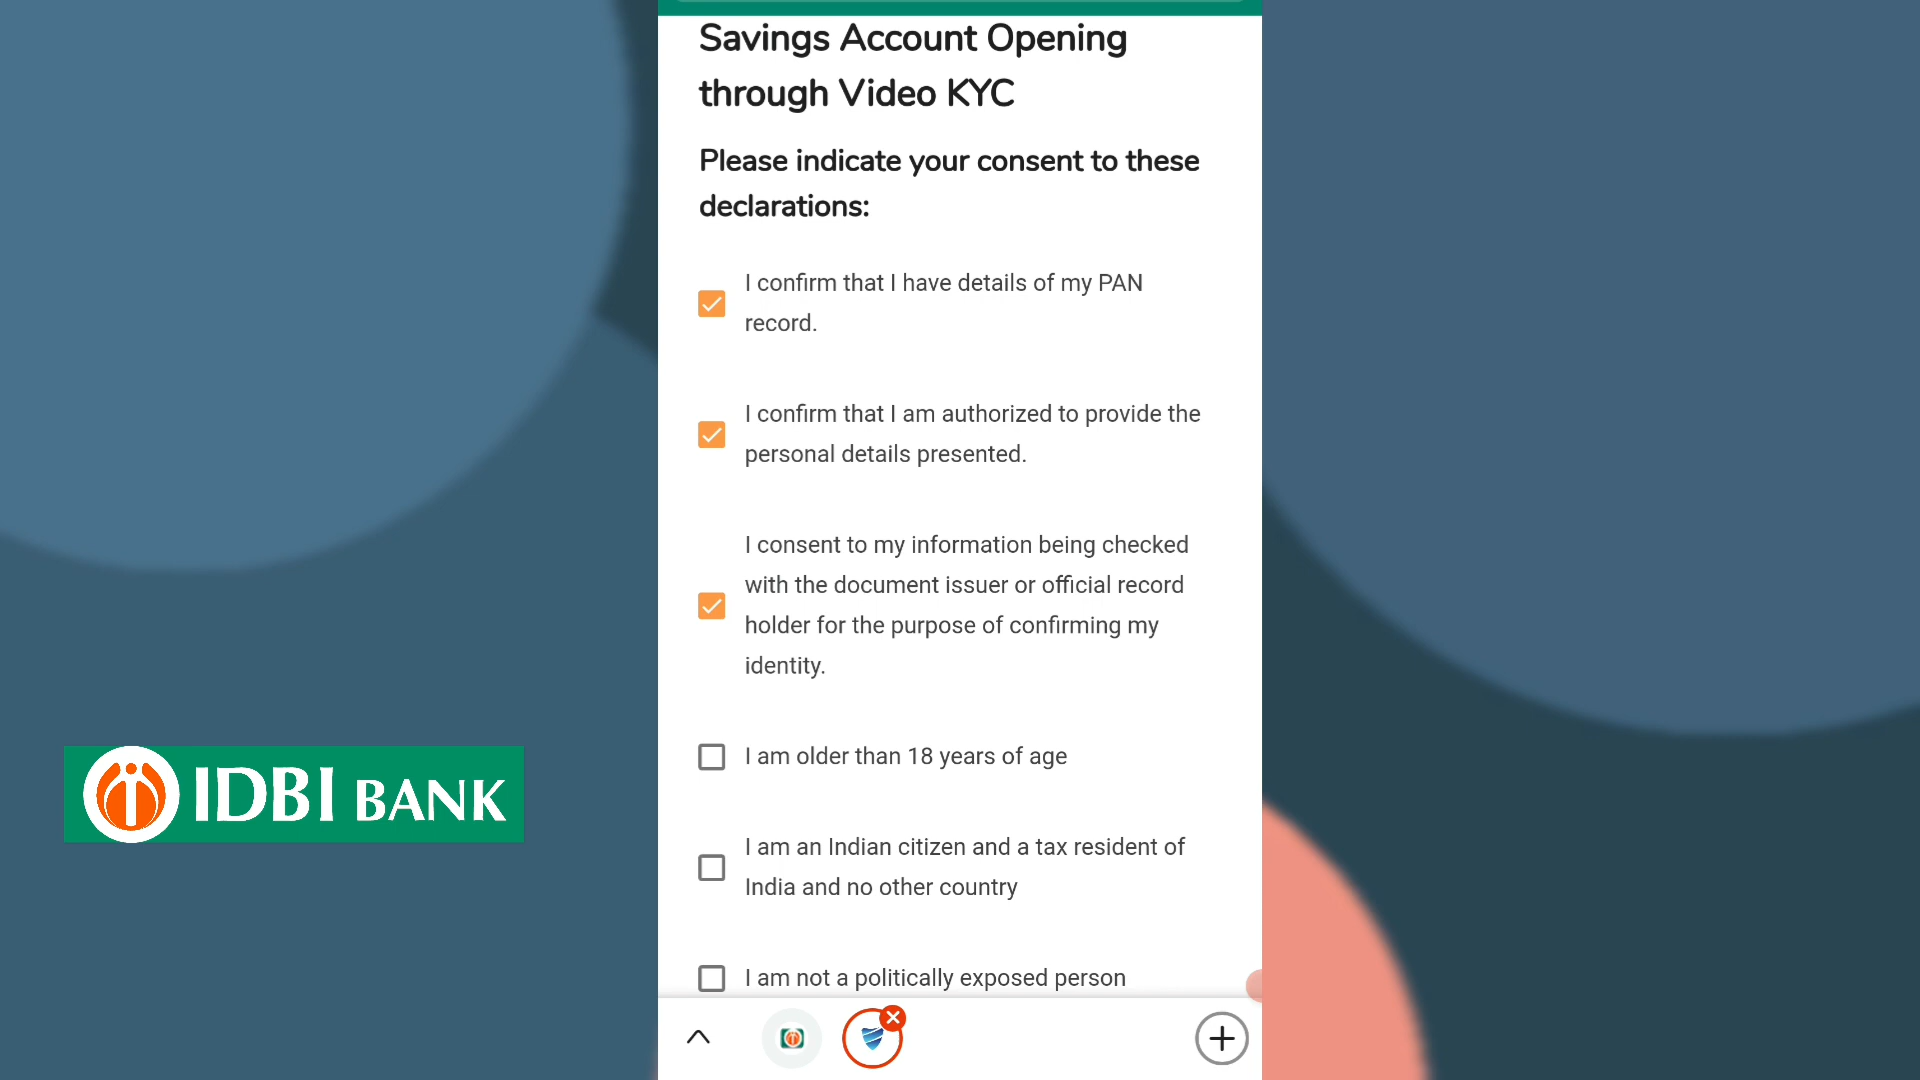 Savings Account Opening
through Video KYC
Please indicate your consent to these
declarations:
I confirm that I have details of my PAN
record.
I confirm that I am authorized to provide the
personal details presented.
I consent to my information being checked
with the document issuer or official record
holder for the purpose of confirming my
identity.
I am older than 18 years of age
I am an Indian citizen and a tax resident of
India and no other country
I am not a politically exposed person
IDBI BANK